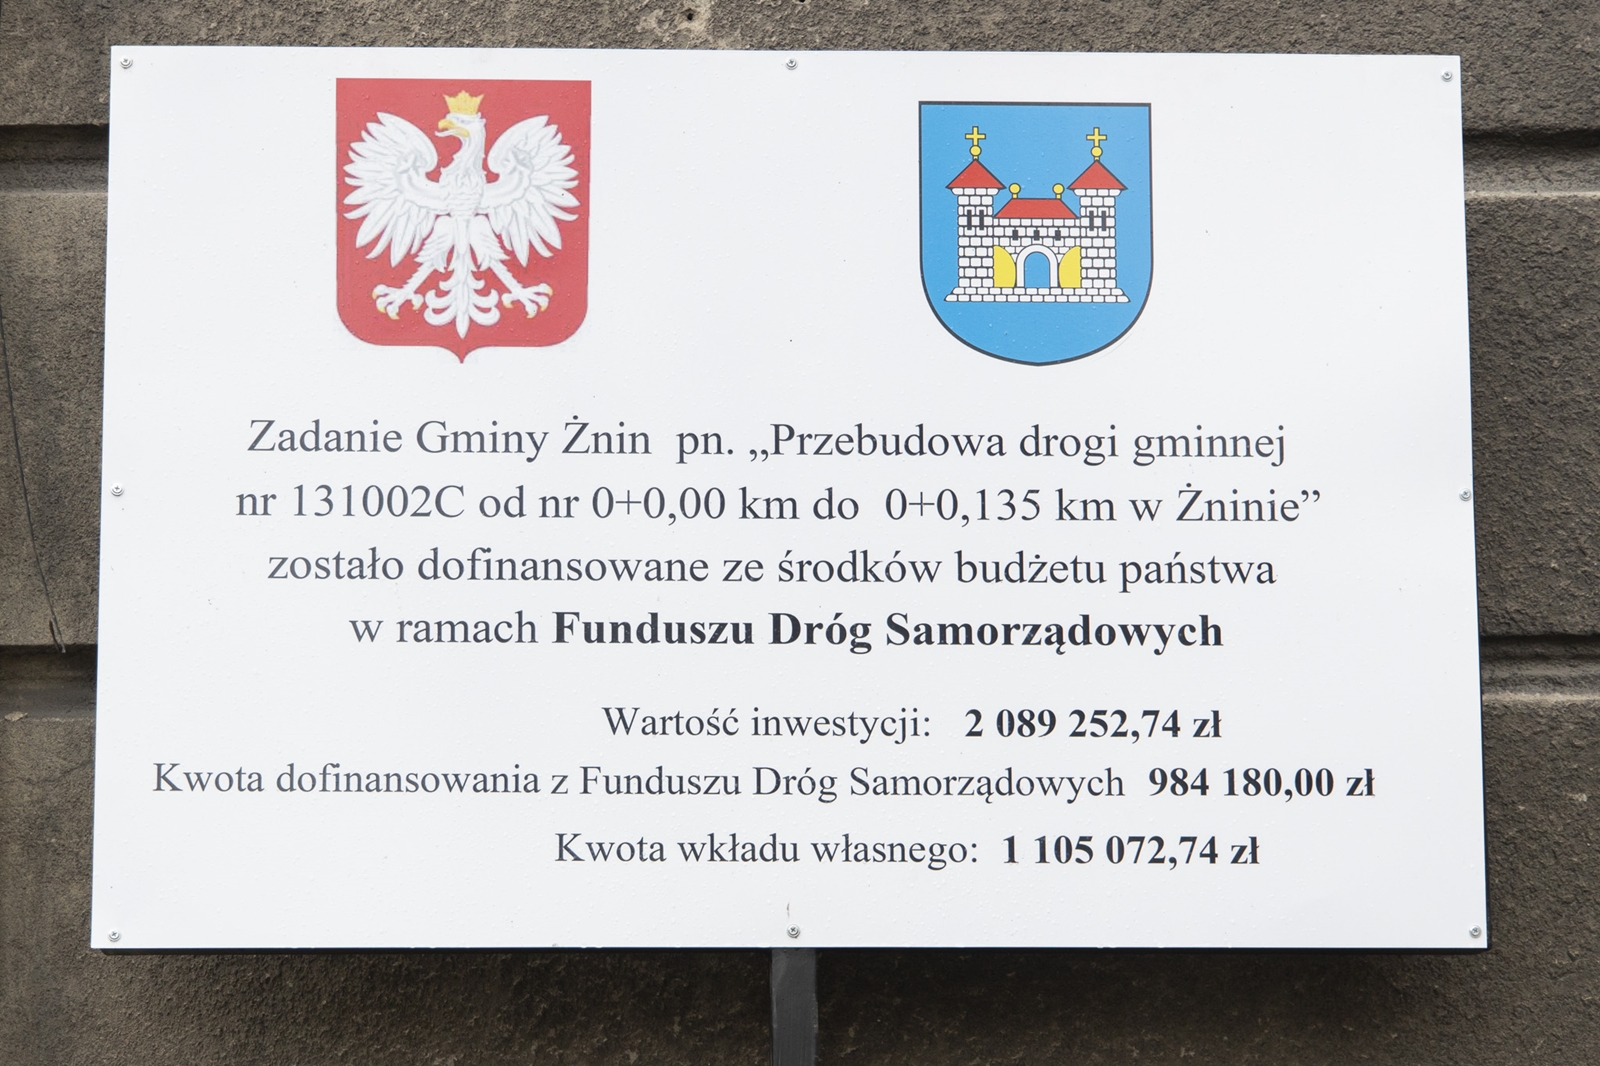 Zadanie Gminy Żnin pn. „Przebudowa drogi gminnej
nr 131002C od nr 0+0,00 km do 0+0,135 km w Żninie”
zostało dofinansowane ze środków budżetu państwa
w ramach Funduszu Dróg Samorządowych
Wartość inwestycji: 2 089 252,74 zł
Kwota dofinansowania z Funduszu Dróg Samorządowych 984 180,00 zł
Kwota wkładu własnego: 1 105 072,74 zł